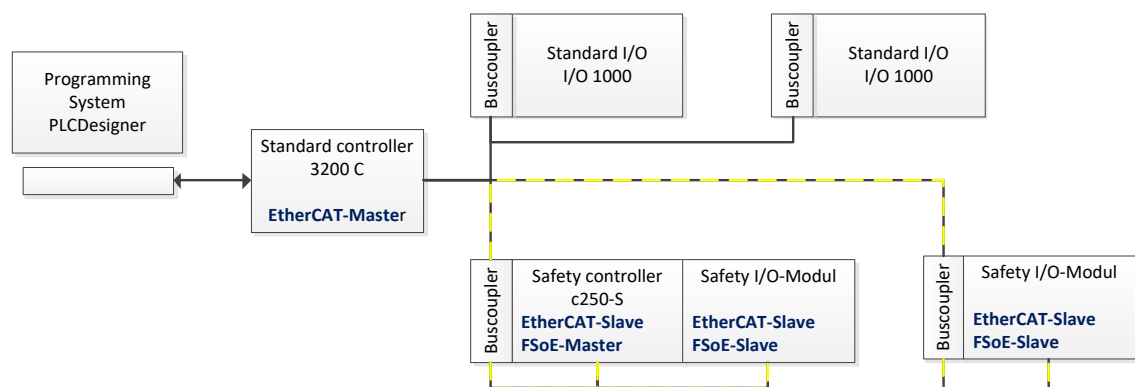 Programming
System
PLCDesigner
Standard controller
3200 C
EtherCAT-Master
Buscoupler
Standard I/O
I/O 1000
Buscoupler
Standard I/O
I/O 1000
Buscoupler
Safety controller
c250-S
EtherCAT-Slave
FSoE-Master
Safety I/O-Modul
EtherCAT-Slave
FSoE-Slave
Buscoupler
Safety I/O-Modul
EtherCAT-Slave
FSoE-Slave